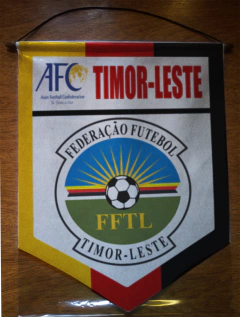 AFC
TIMOR-LESTE
Asian Football Confederation
FEDERAÇÃO FUTEBOL
FFTL
TIMOR-LESTE